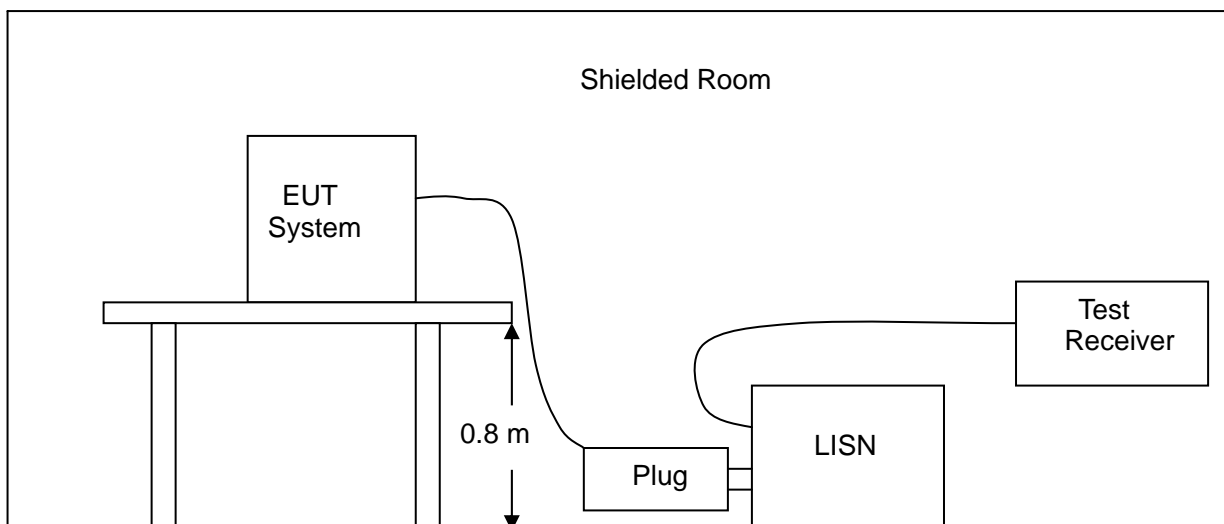 Shielded Room
EUT
System
Test
Receiver
0.8 m
LISN
Plug